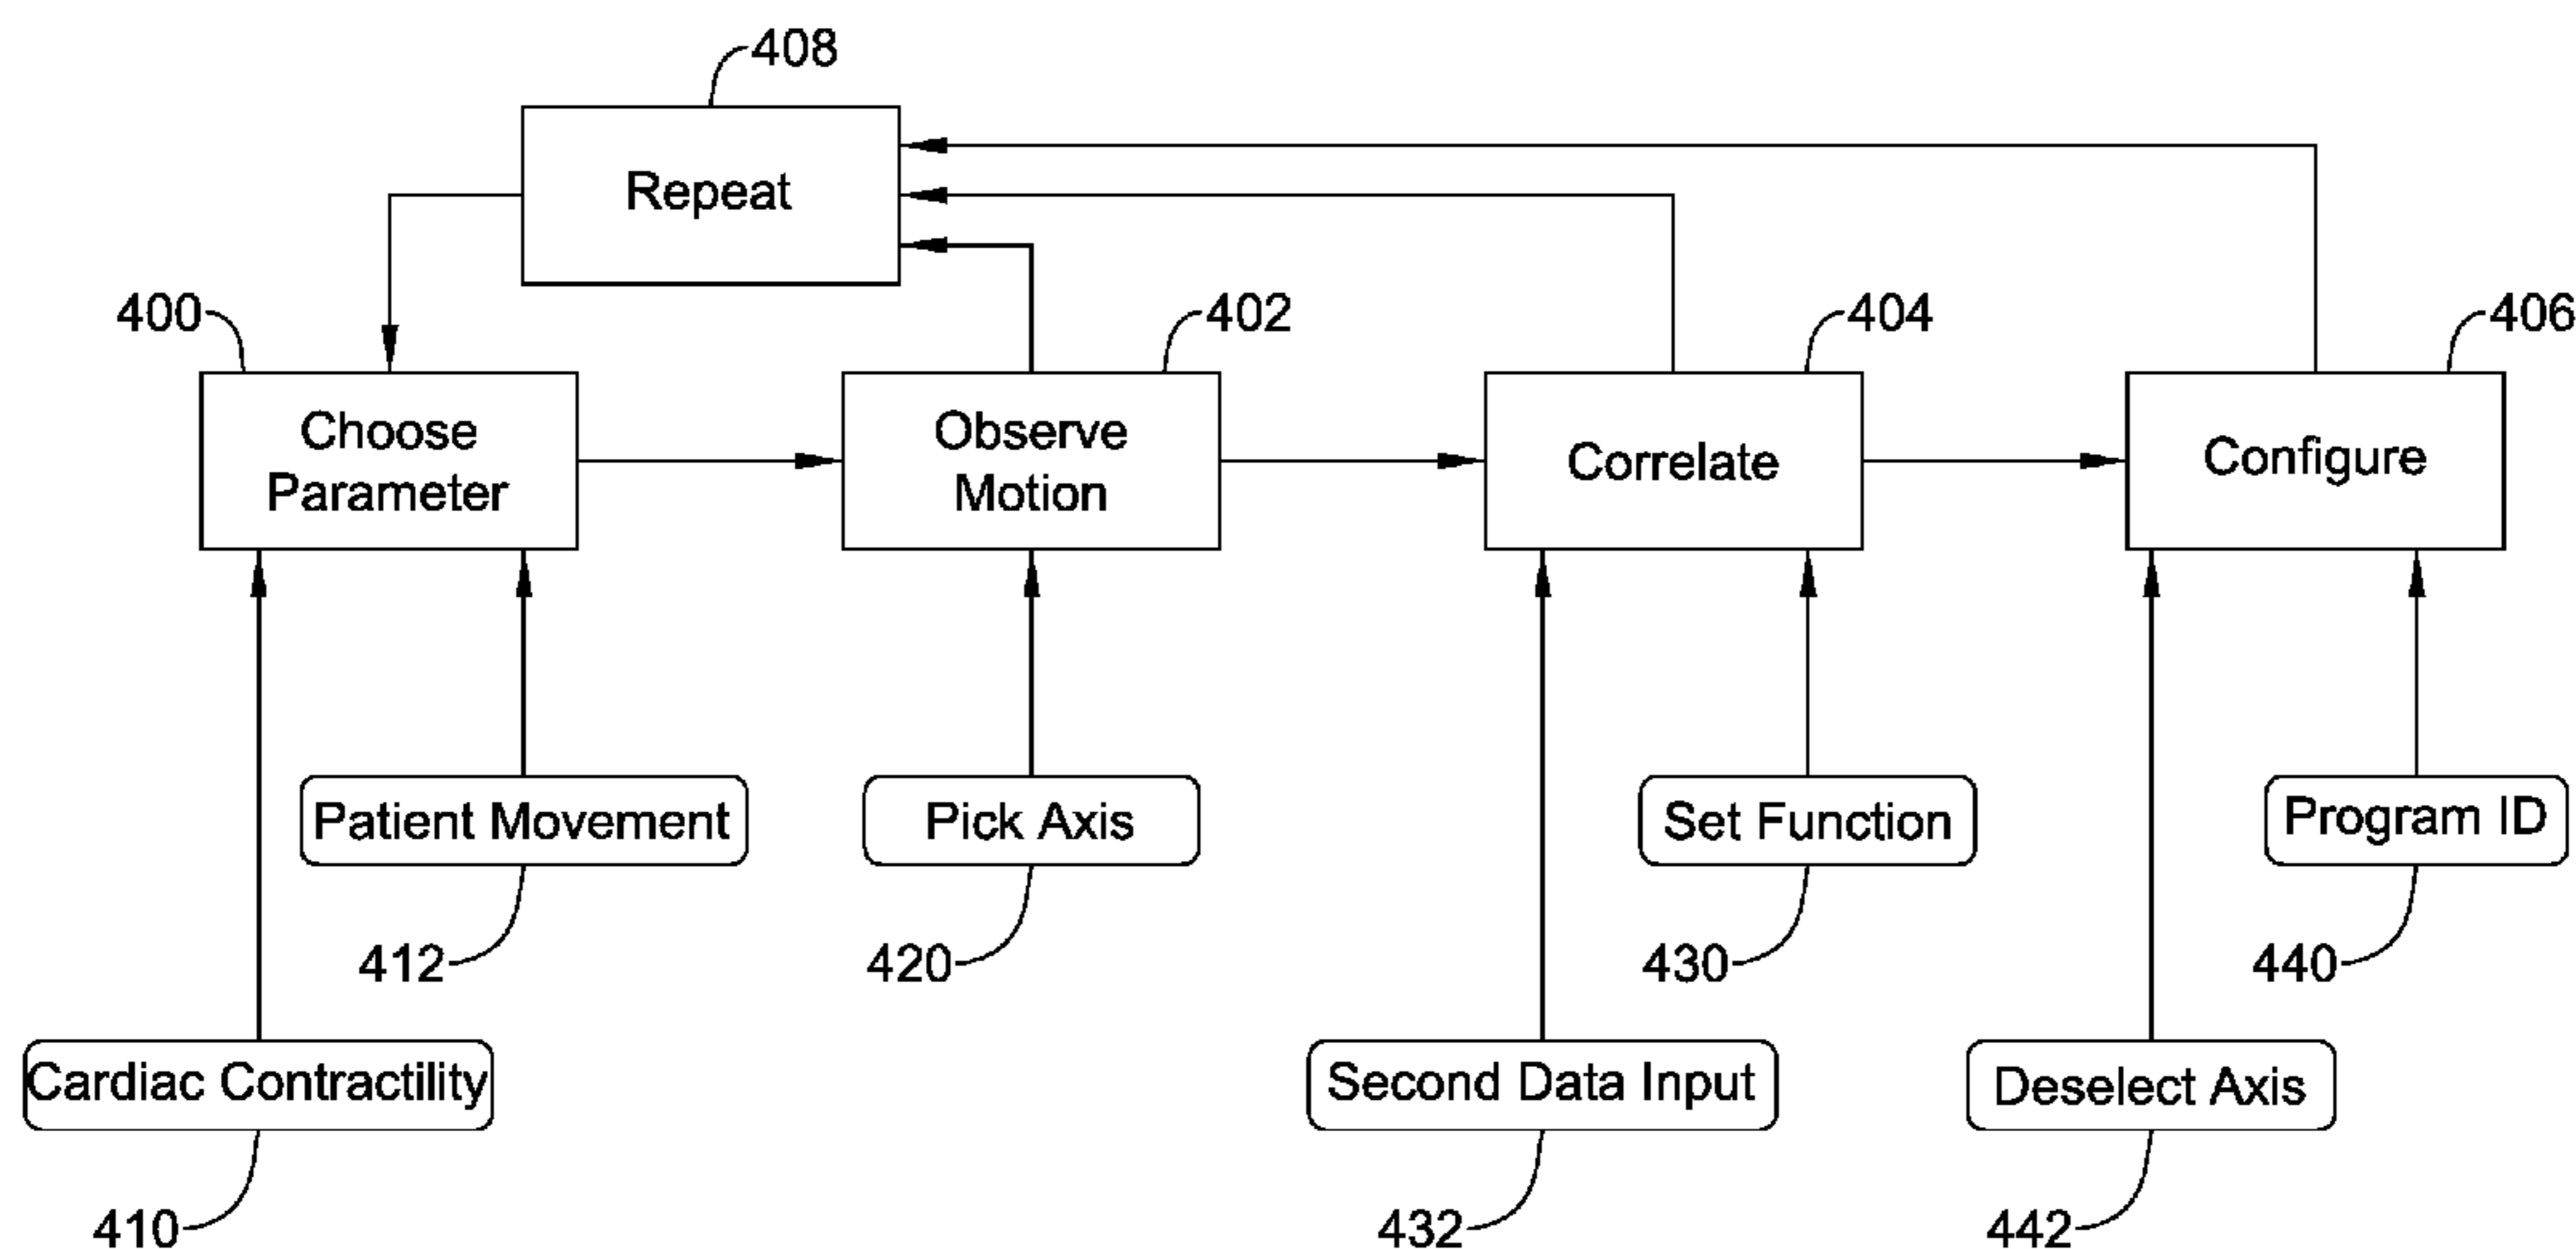 408
Repeat
400
402
404
406
Choose
Parameter
Observe
Motion
Correlate
Configure
Patient Movement
Pick Axis
Set Function
Program ID
412
420
430
440
Cardiac Contractility
Second Data Input
Deselect Axis
410
432
442